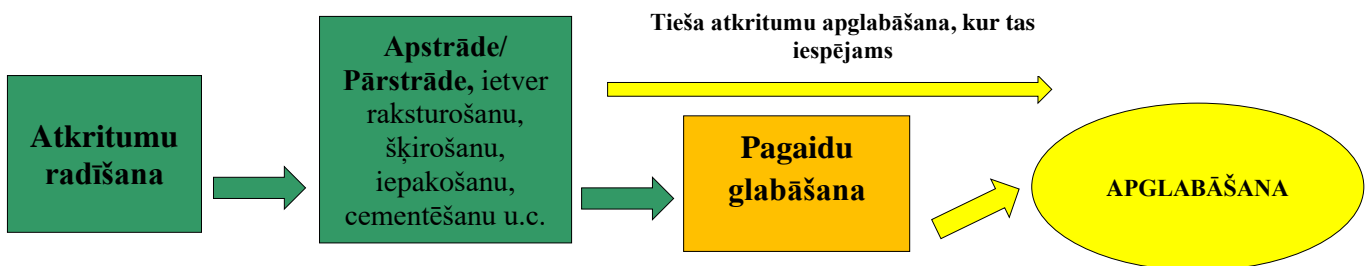 Atkritumu
radīšana
Apstrāde/
Pārstrāde, ietver
raksturošanu,
šķirošanu,
iepakošanu,
cementēšanu u.c.
Tieša atkritumu apglabāšana, kur tas
iespējams
Pagaidu
glabāšana
APGLABĀŠANA